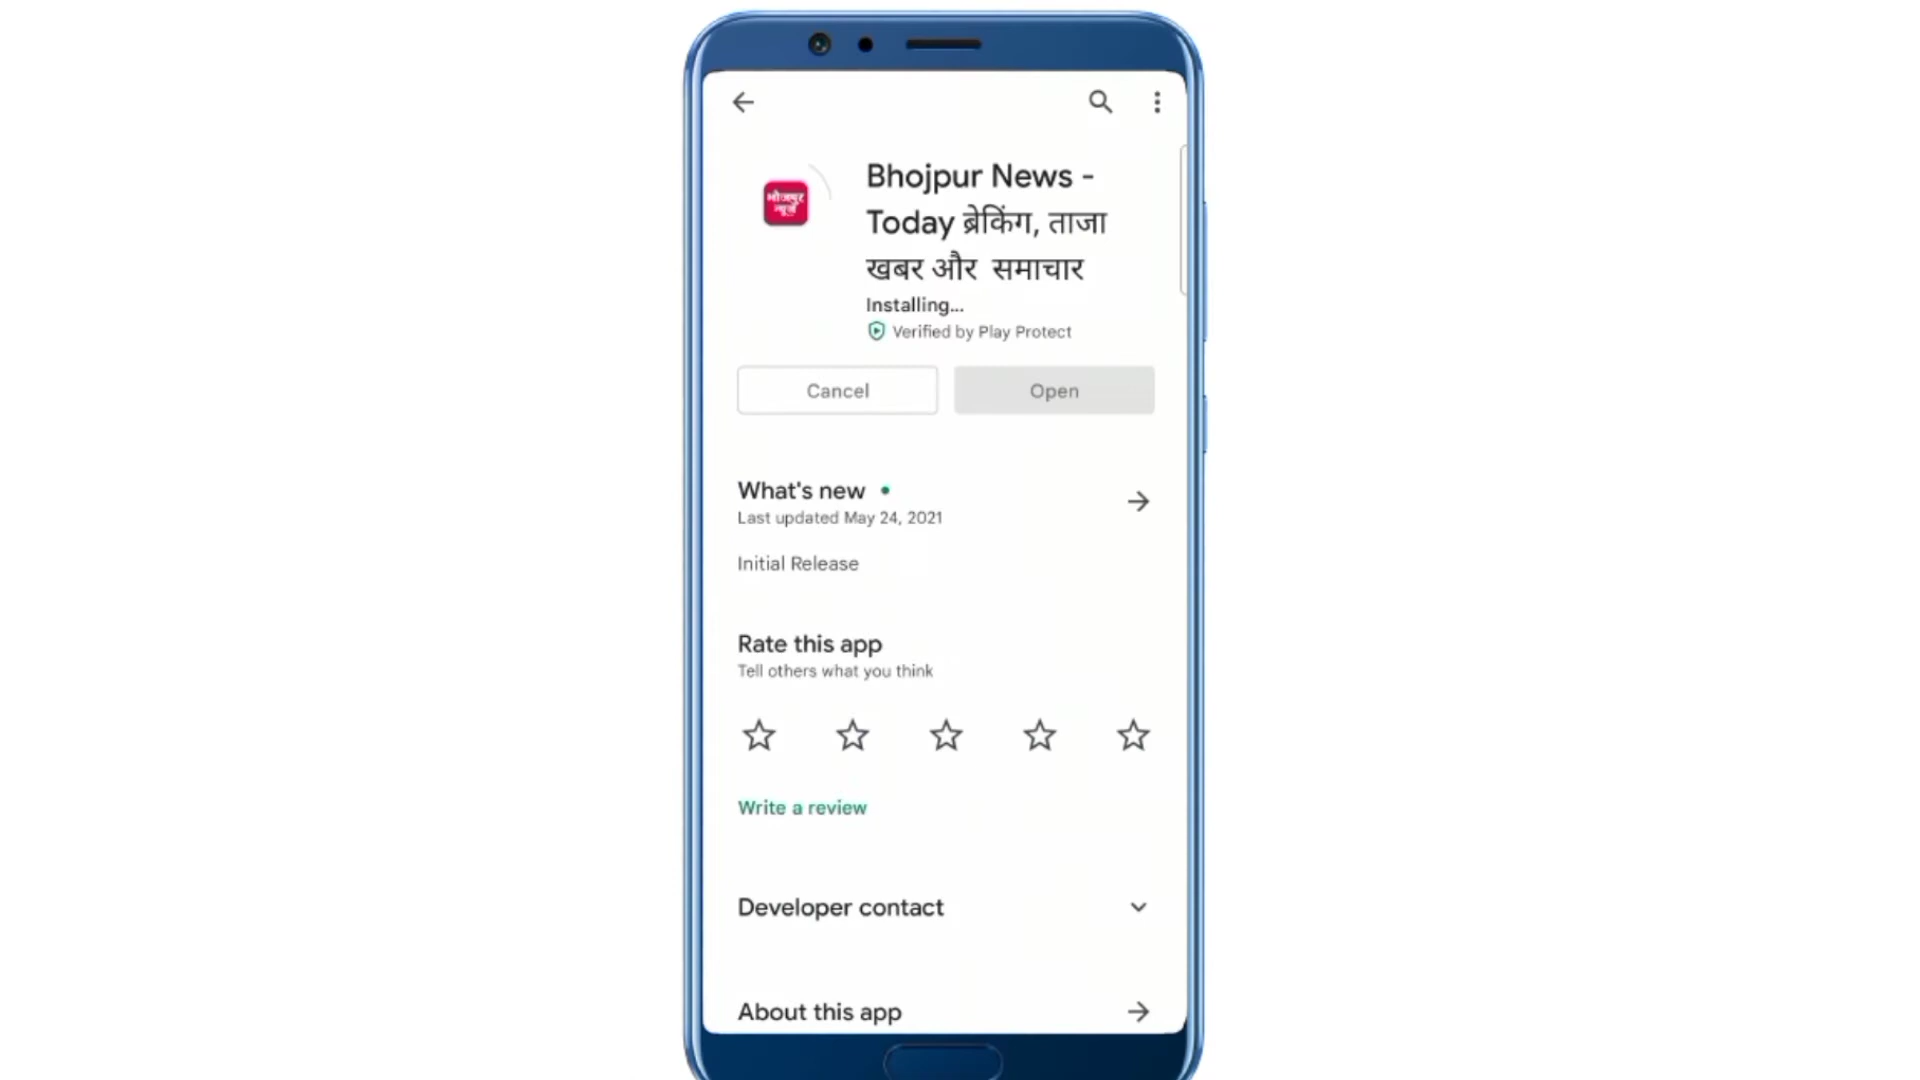 Bhojpur News -
Today ब्रेकिंग, ताजा
खबर और समाचार
भोजपुर
न्यूज़
Installing...
Verified by Play Protect
Cancel
Open
What's new
Last updated May 24, 2021
Initial Release
Rate this app
Tell others what you think
Write a review
Developer contact
About this app